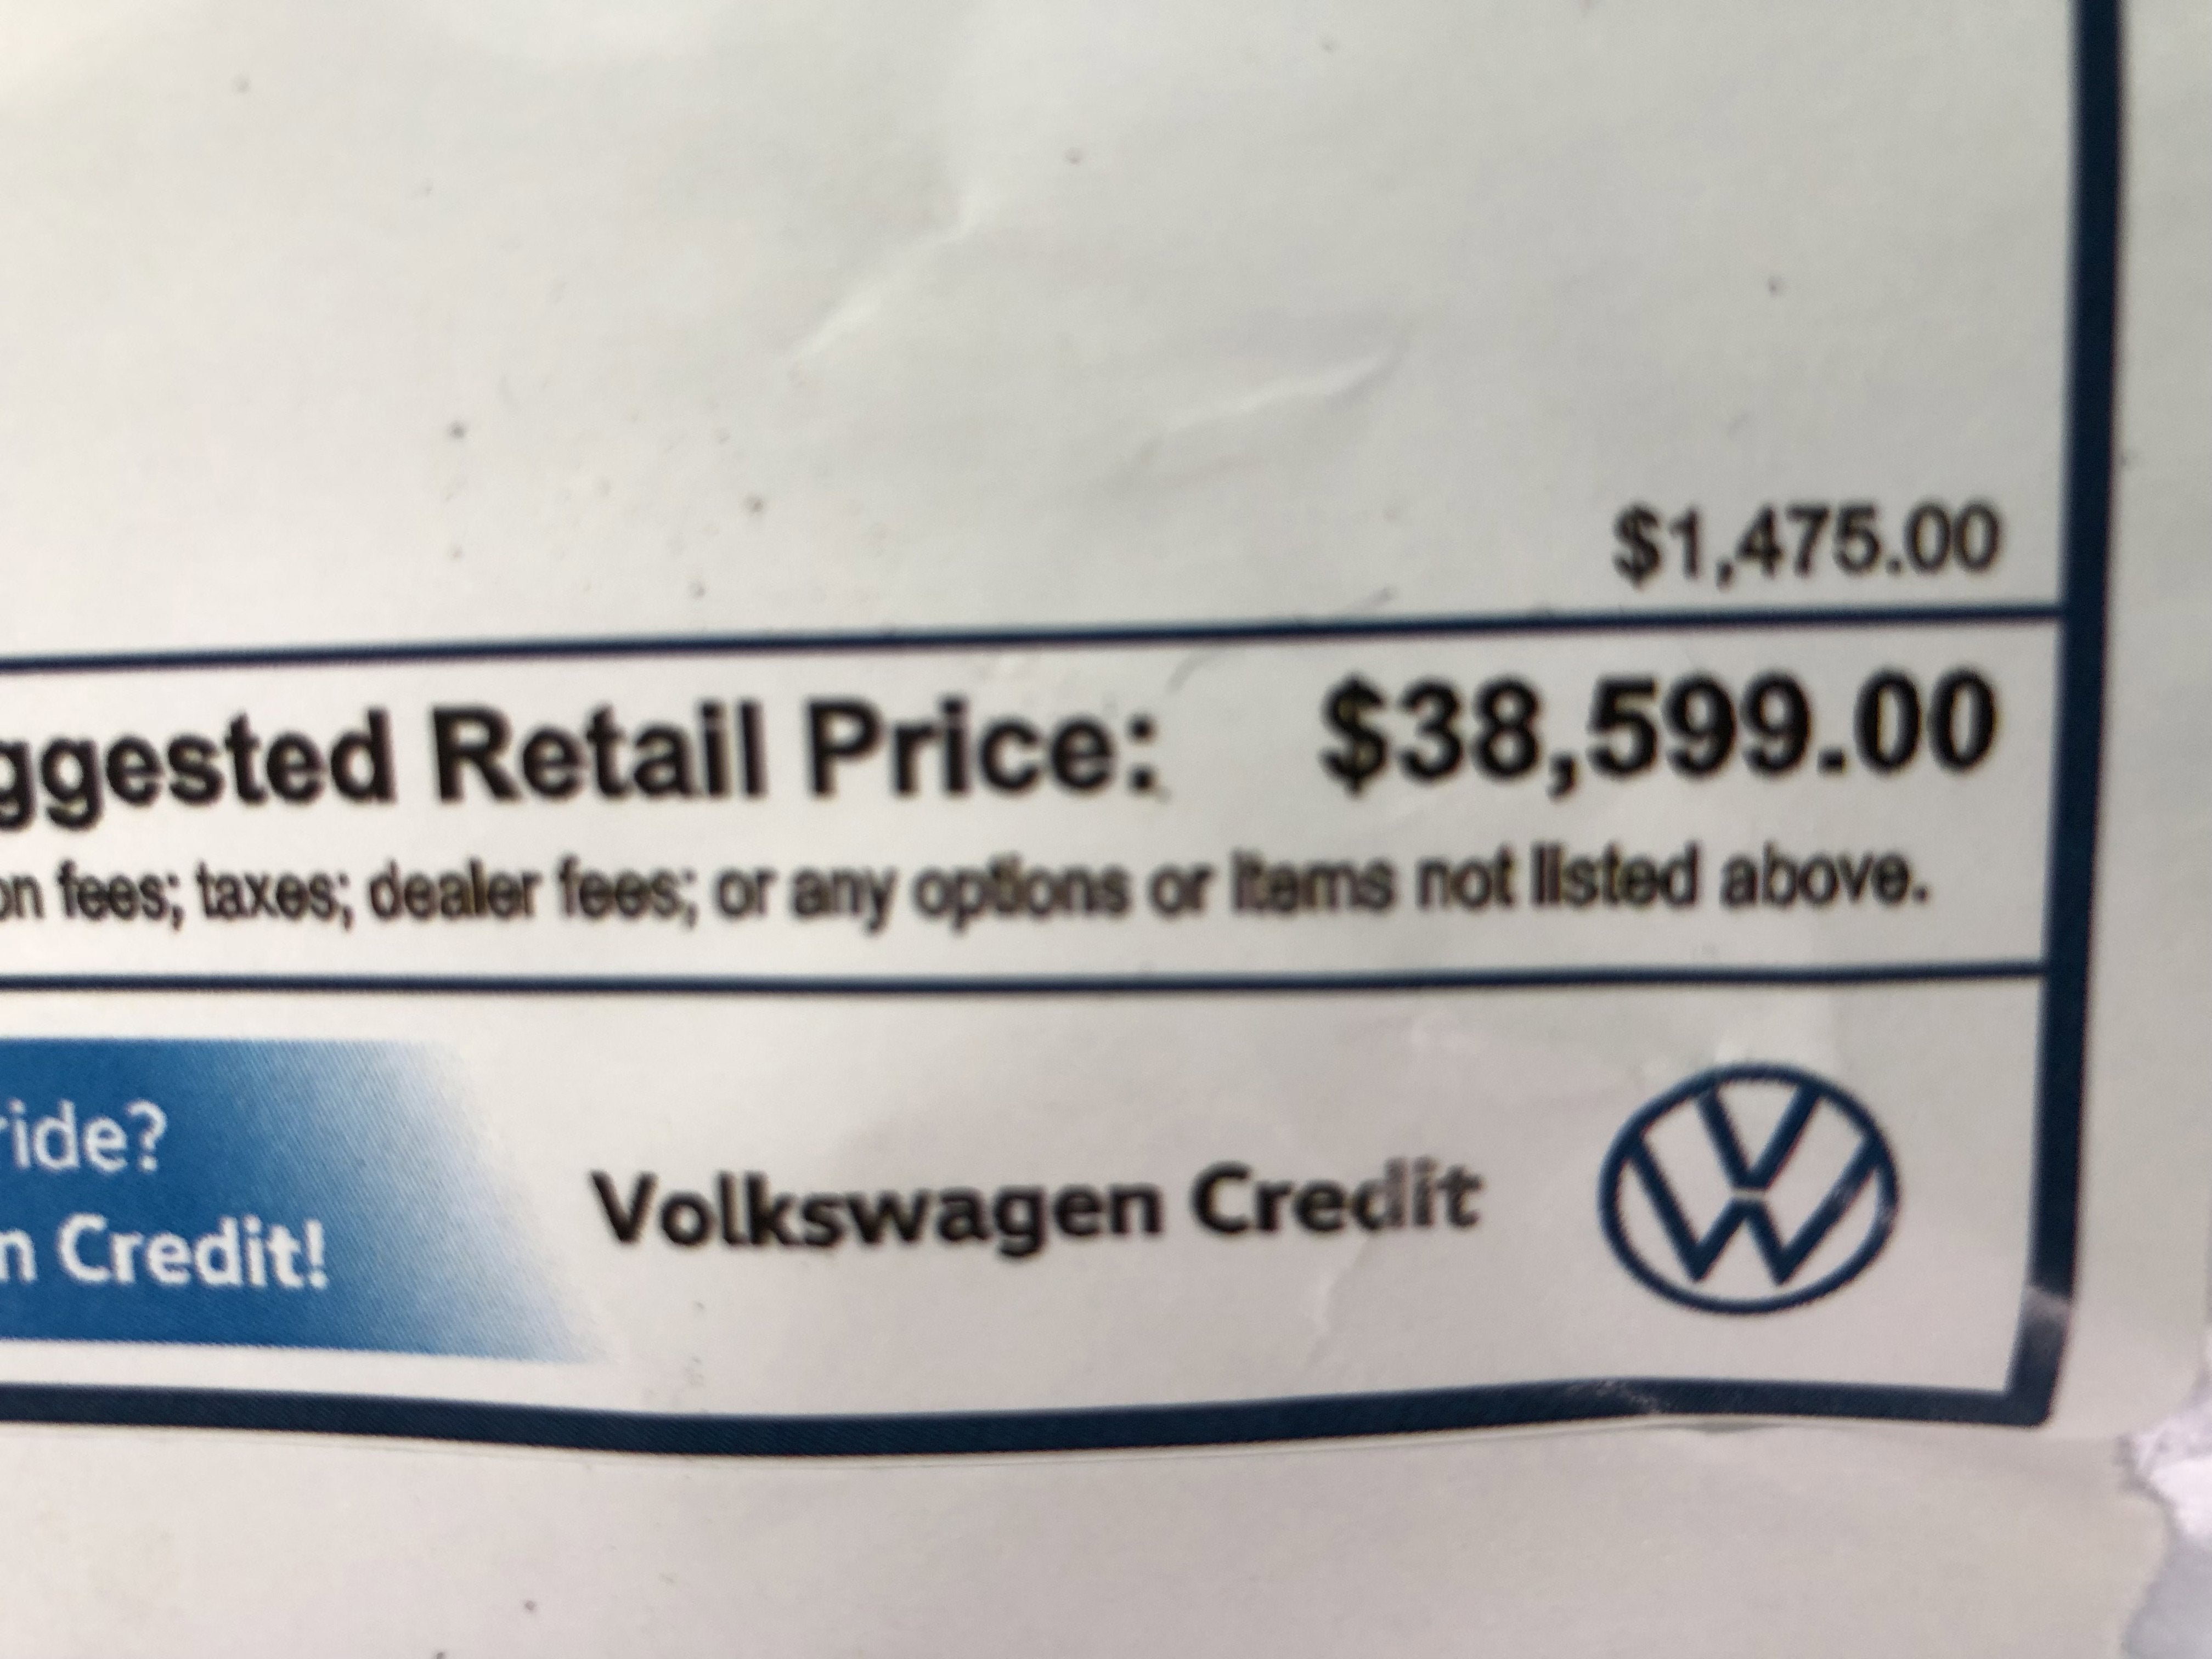 $1,475.00
ggested Retail Price: $38,599.00
on fees; taxes; dealer fees; or any options or items not listed above.
ride?
n Credit!
Volkswagen Credit